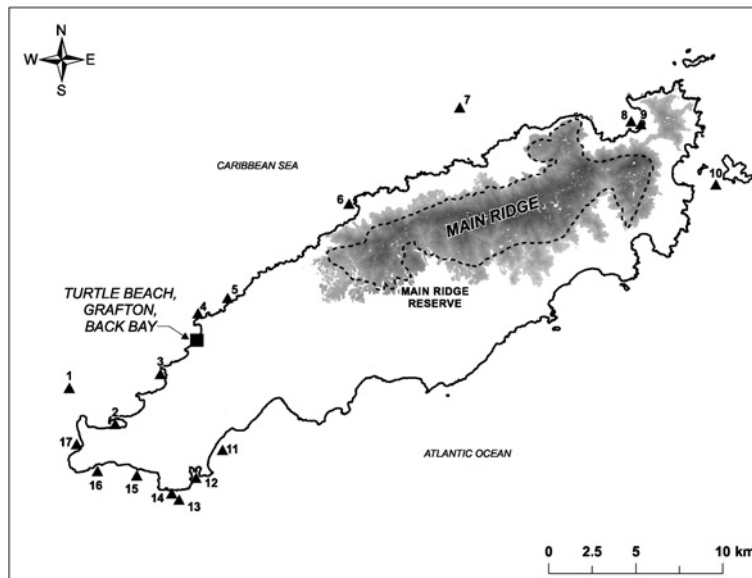 N
W E
S
7
8 9
CARIBBEAN SEA
10
6
MAIN RIDGE
MAIN RIDGE
RESERVE
5
4
TURTLE BEACH,
GRAFTON,
BACK BAY
3
1
2
17
11
ATLANTIC OCEAN
16
15
12
14
13
0 2.5 5 10 km